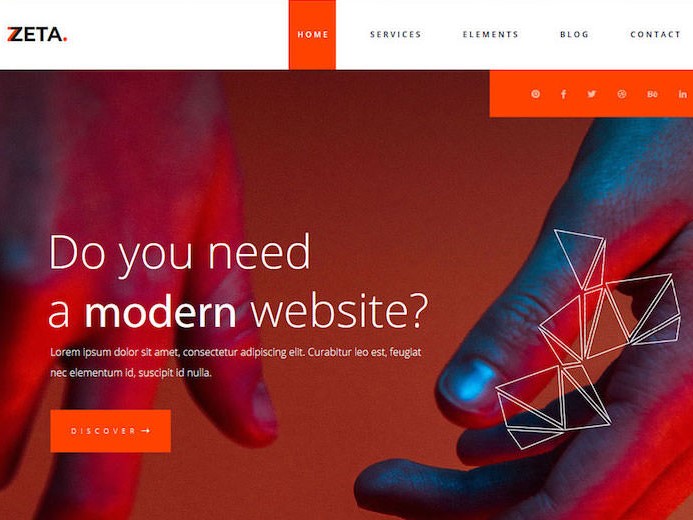 ZETA.
HOME
SERVICES
ELEMENTS
BLOG
CONTACT
Bē
in
Do you need
a modern website?
Lorem ipsum dolor sit amet, consectetur adipiscing elit. Curabitur leo est, feugiat
nec elementum id, suscipit id nulla.
DISCOVER →